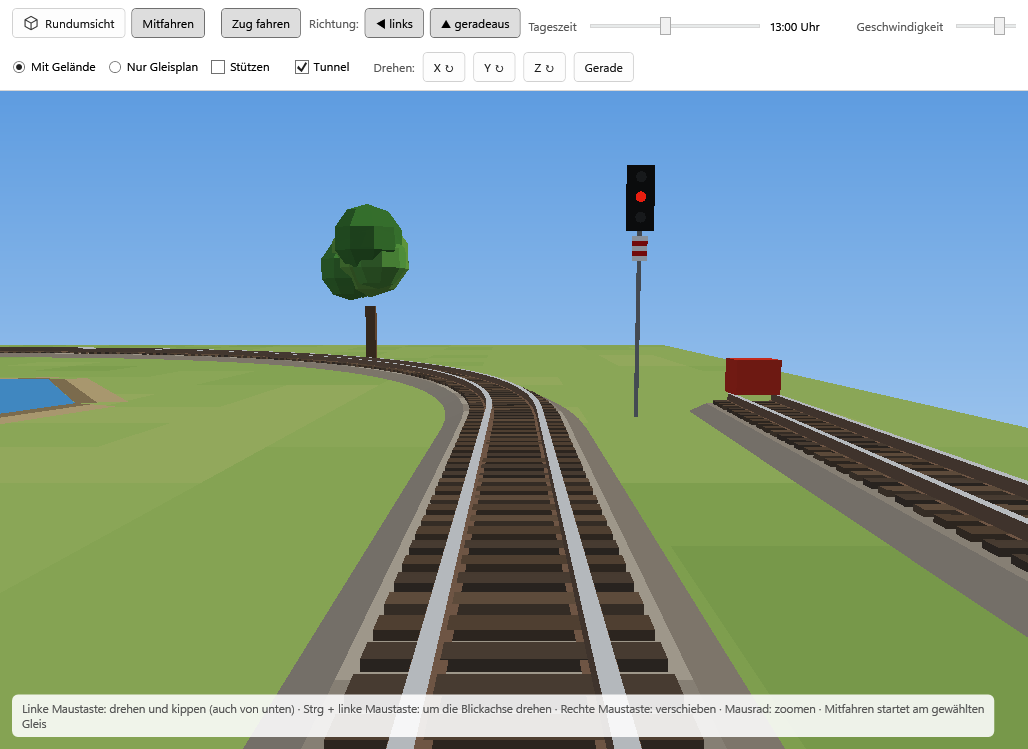 Rundumsicht Mitfahren Zug fahren Richtung: ◀ links ▲ geradeaus Tageszeit 13:00 Uhr Geschwindigkeit
Mit Gelände Nur Gleisplan Stützen Tunnel Drehen: X ↻ Y ↻ Z ↻ Gerade
Linke Maustaste: drehen und kippen (auch von unten) · Strg + linke Maustaste: um die Blickachse drehen · Rechte Maustaste: verschieben · Mausrad: zoomen · Mitfahren startet am gewählten
Gleis